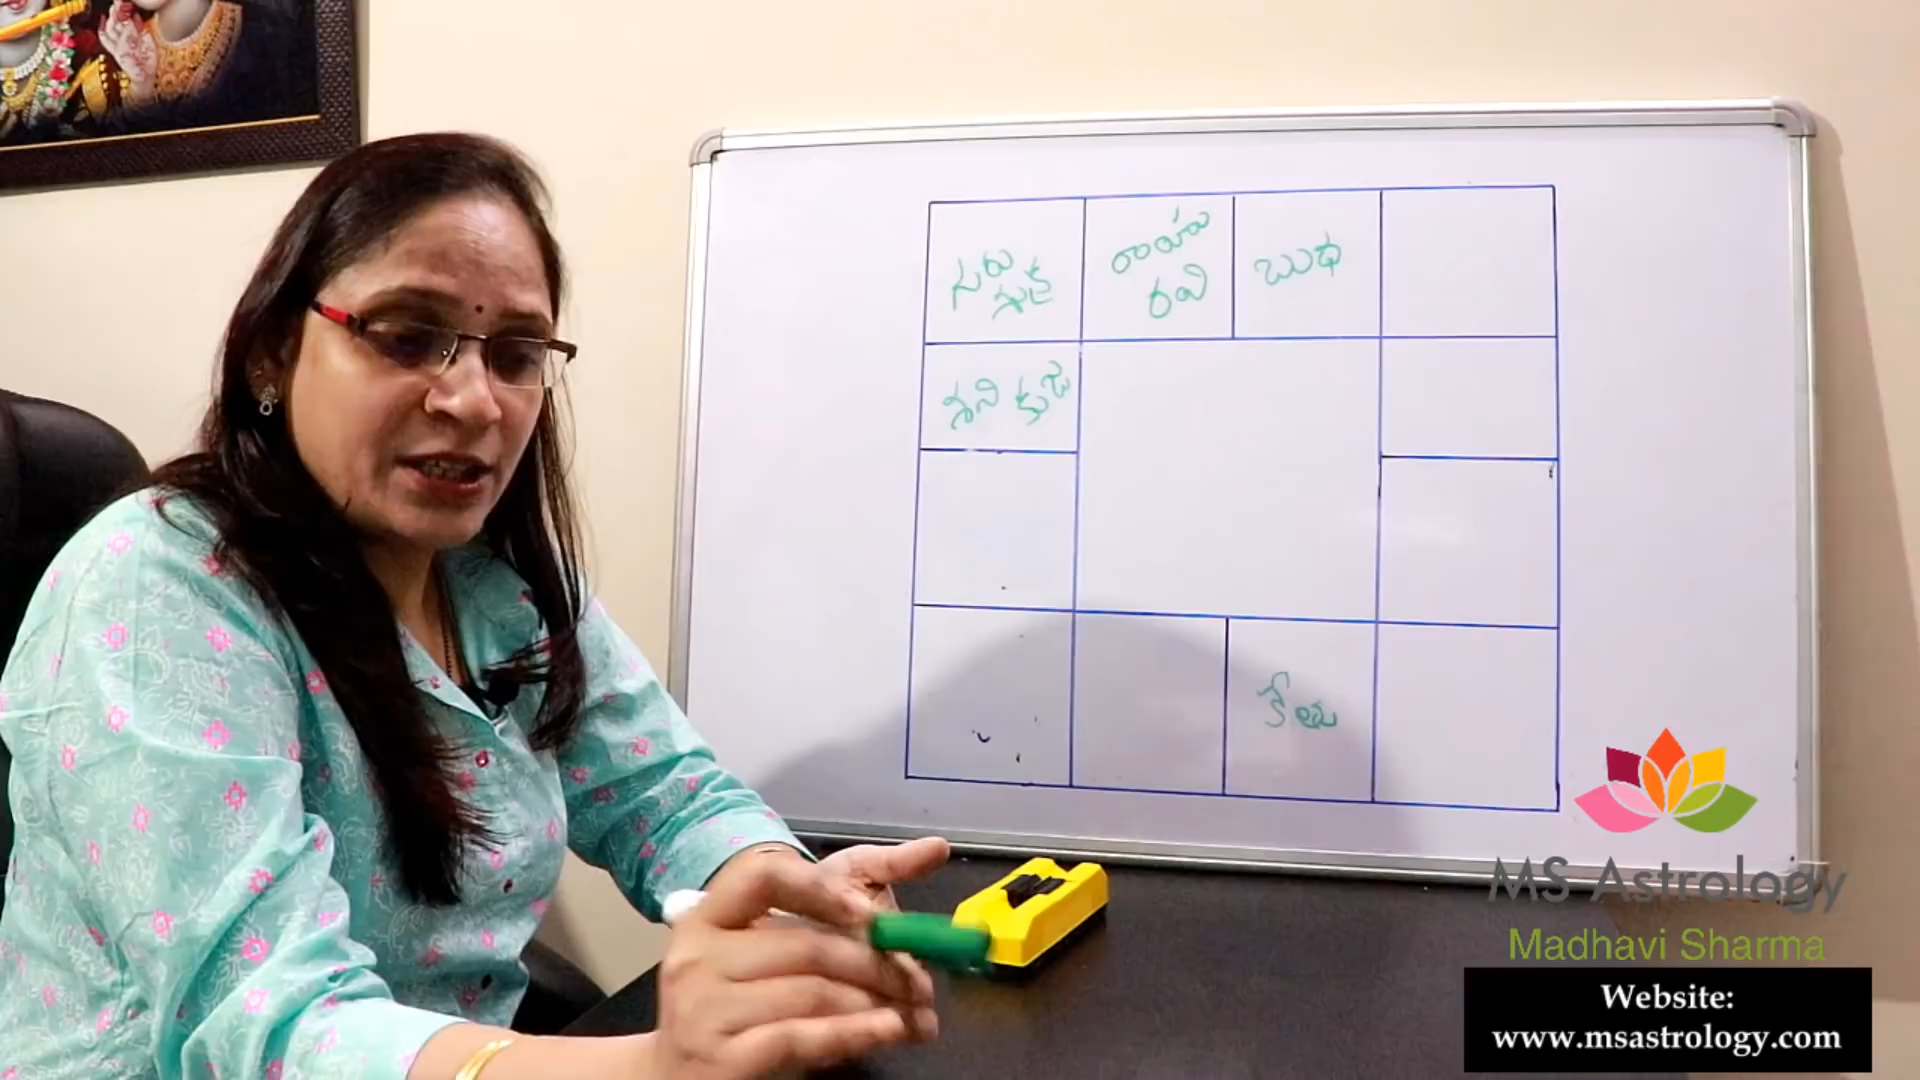 గురు
శుక్ర
రాహు
రవి
బుధ
శని కుజ
కేతు
MS Astrology
Madhavi Sharma
Website:
www.msastrology.com